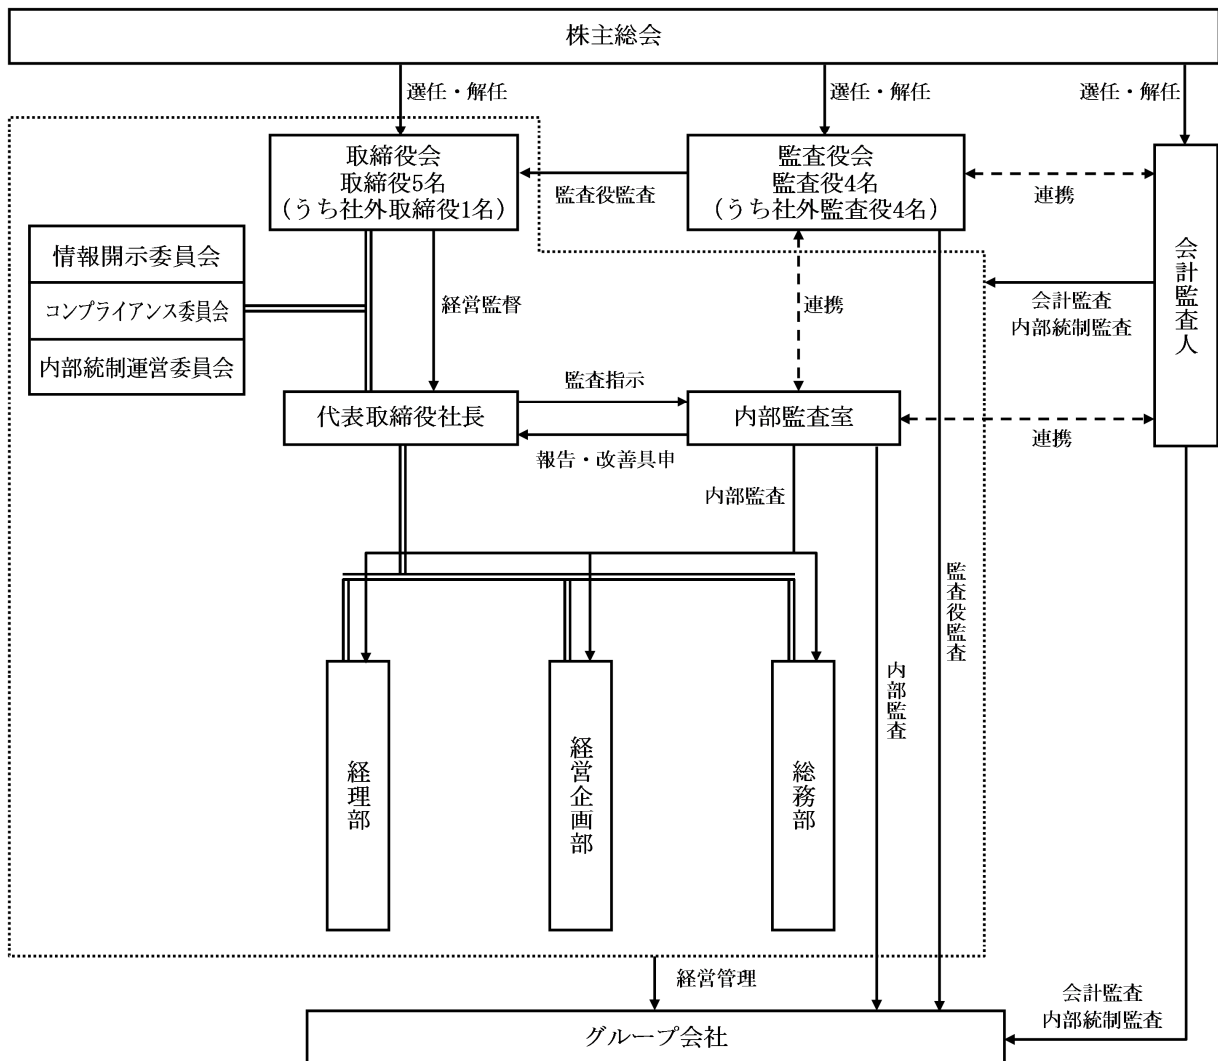 株主総会
選任・解任
選任・解任
選任・解任
取締役会
取締役5名
（うち社外取締役1名）
監査役監査
監査役会
監査役4名
（うち社外監査役4名）
連携
会計監査人
情報開示委員会
コンプライアンス委員会
内部統制運営委員会
経営監督
連携
会計監査
内部統制監査
代表取締役社長
監査指示
報告・改善具申
内部監査室
連携
内部監査
監査役監査
内部監査
経理部
経営企画部
総務部
経営管理
会計監査
内部統制監査
グループ会社